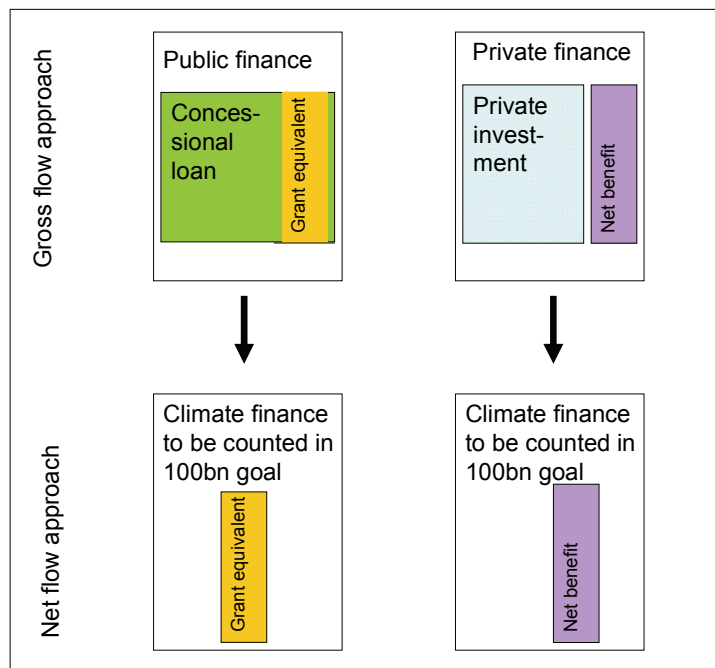 Gross flow approach
Public finance
Conces-
sional
loan
Grant equivalent
Private finance
Private
invest-
ment
Net benefit
Net flow approach
Climate finance
to be counted in
100bn goal
Grant equivalent
Climate finance
to be counted in
100bn goal
Net benefit